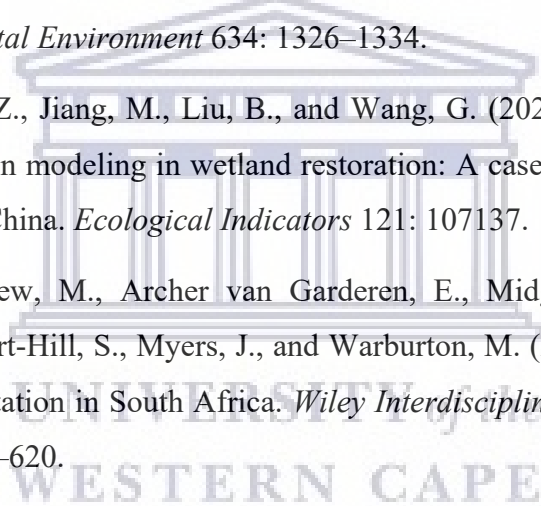 tal Environment 634: 1326–1334.
Z., Jiang, M., Liu, B., and Wang, G. (202
n modeling in wetland restoration: A case
China. Ecological Indicators 121: 107137.
ew, M., Archer van Garderen, E., Mid
rt-Hill, S., Myers, J., and Warburton, M. (
tation in South Africa. Wiley Interdisciplin
–620.
UNIVERSITY of the
WESTERN CAPE